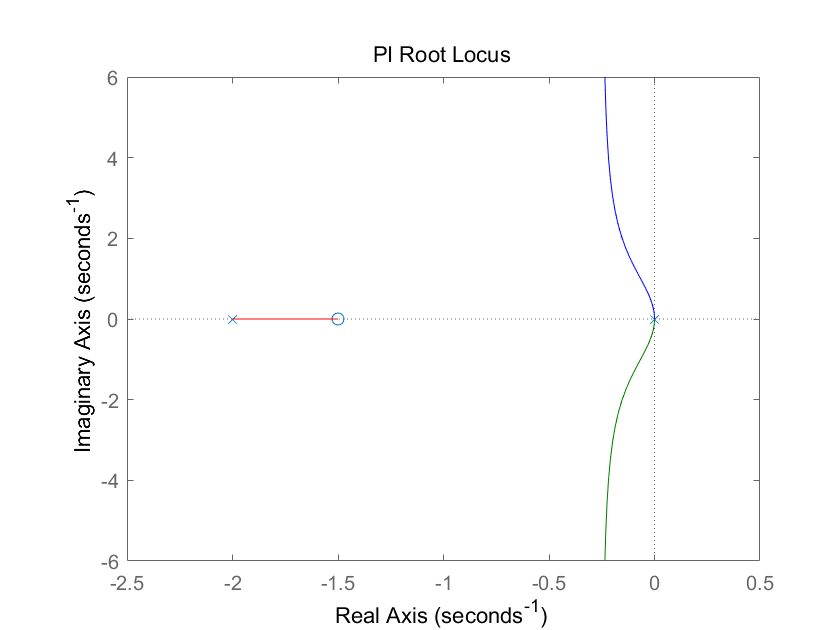 PI Root Locus
6
4
2
0
-2
-4
-6
Imaginary Axis (seconds⁻¹)
-2.5 -2 -1.5 -1 -0.5 0 0.5
Real Axis (seconds⁻¹)